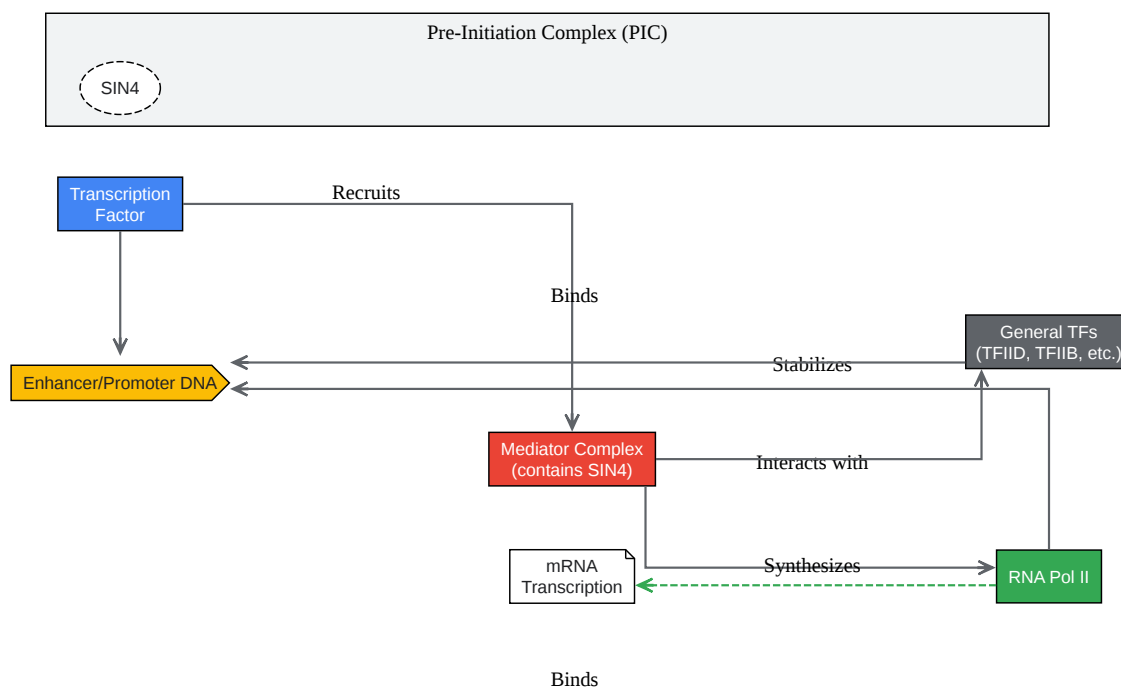 Pre-Initiation Complex (PIC)
SIN4
Transcription
Factor
Recruits
Binds
General TFs
(TFIID, TFIIB, etc.)
Stabilizes
Enhancer/Promoter DNA
Mediator Complex
(contains SIN4)
Interacts with
mRNA
Transcription
Synthesizes
RNA Pol II
Binds